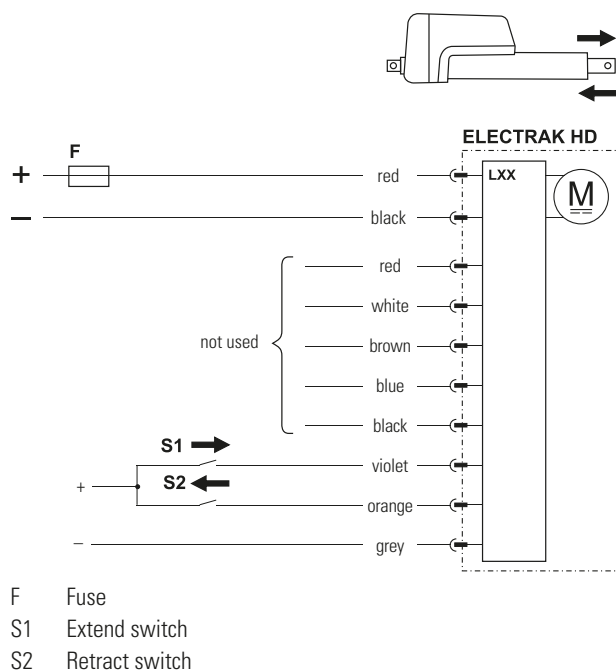 ELECTRAK HD
F
LXX
+
red
M
–
black
red
white
not used
brown
blue
black
S1
violet
+
S2
orange
–
grey
F Fuse
S1 Extend switch
S2 Retract switch